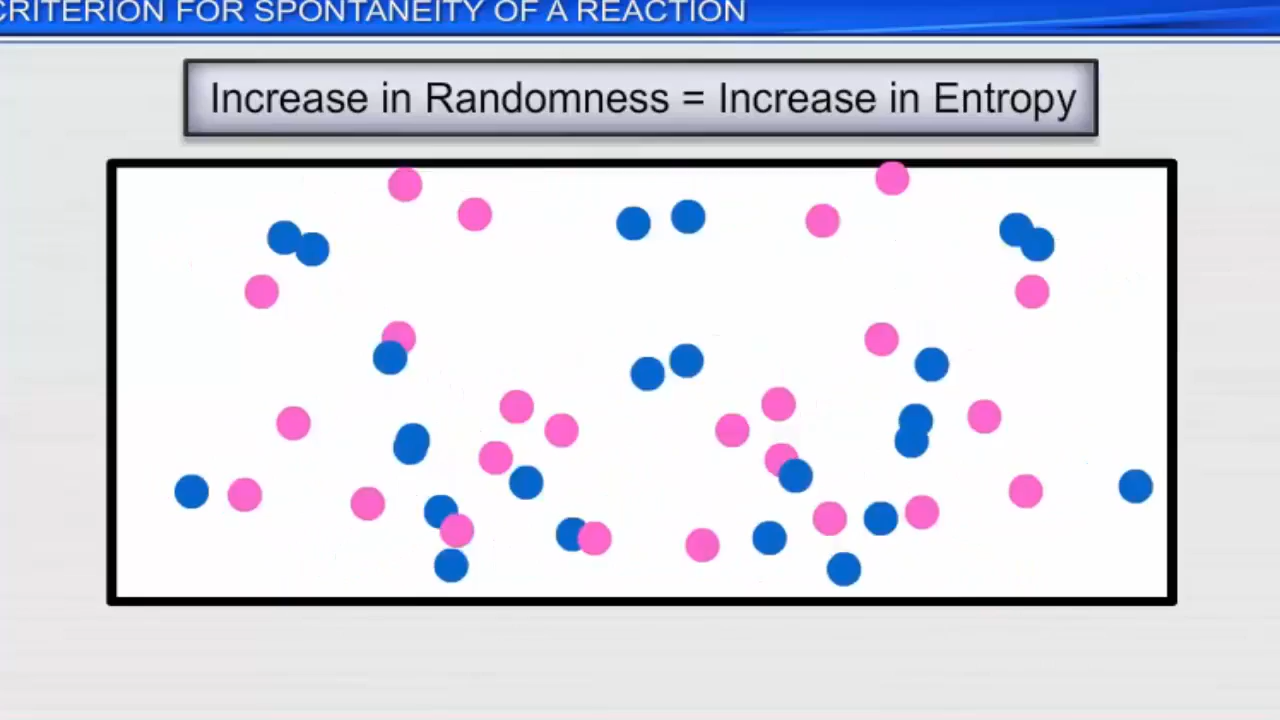 CRITERION FOR SPONTANEITY OF A REACTION
Increase in Randomness = Increase in Entropy